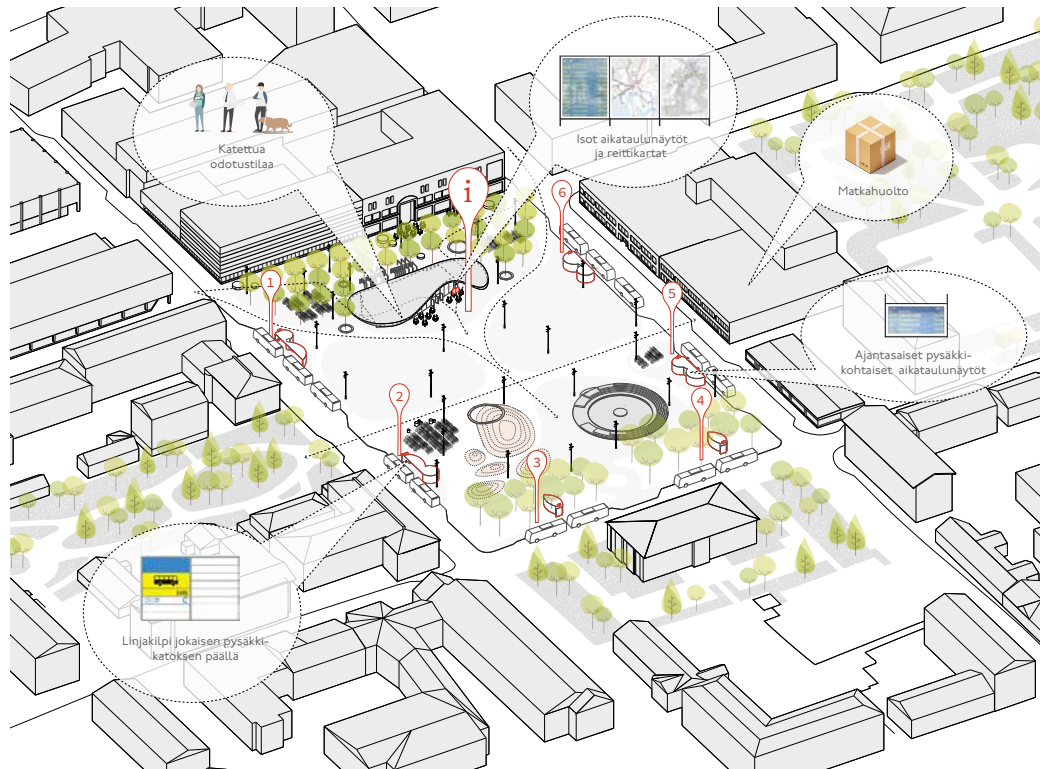 Katettua
odotustilaa
Isot aikataulunäytöt
ja reittikartat
Matkahuolto
i
6
1
5
Ajantasaiset pysäkki-
kohtaiset aikataulunäytöt
2
4
3
Linjakilpi jokaisen pysäkki-
katoksen päällä